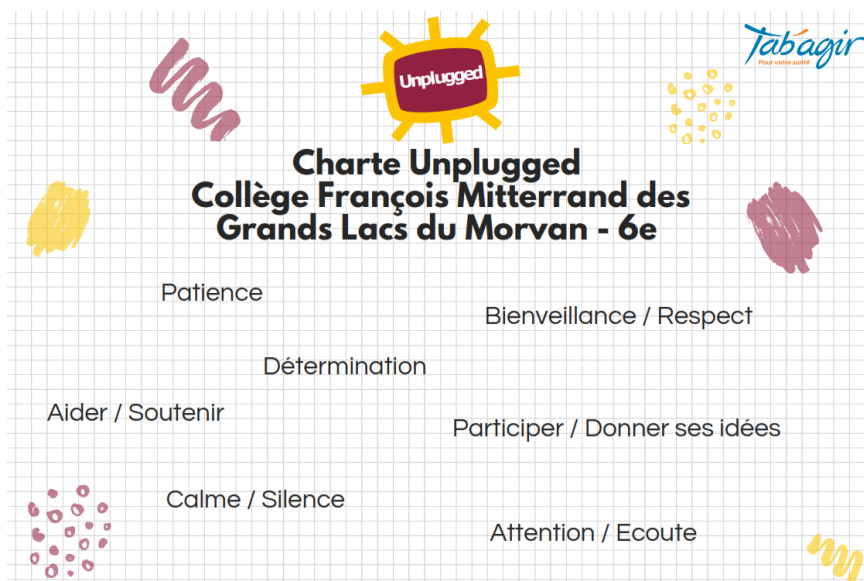 Tabagir
Pour votre santé
Unplugged
Charte Unplugged
Collège François Mitterrand des
Grands Lacs du Morvan - 6e
Patience
Bienveillance / Respect
Détermination
Aider / Soutenir
Participer / Donner ses idées
Calme / Silence
Attention / Ecoute